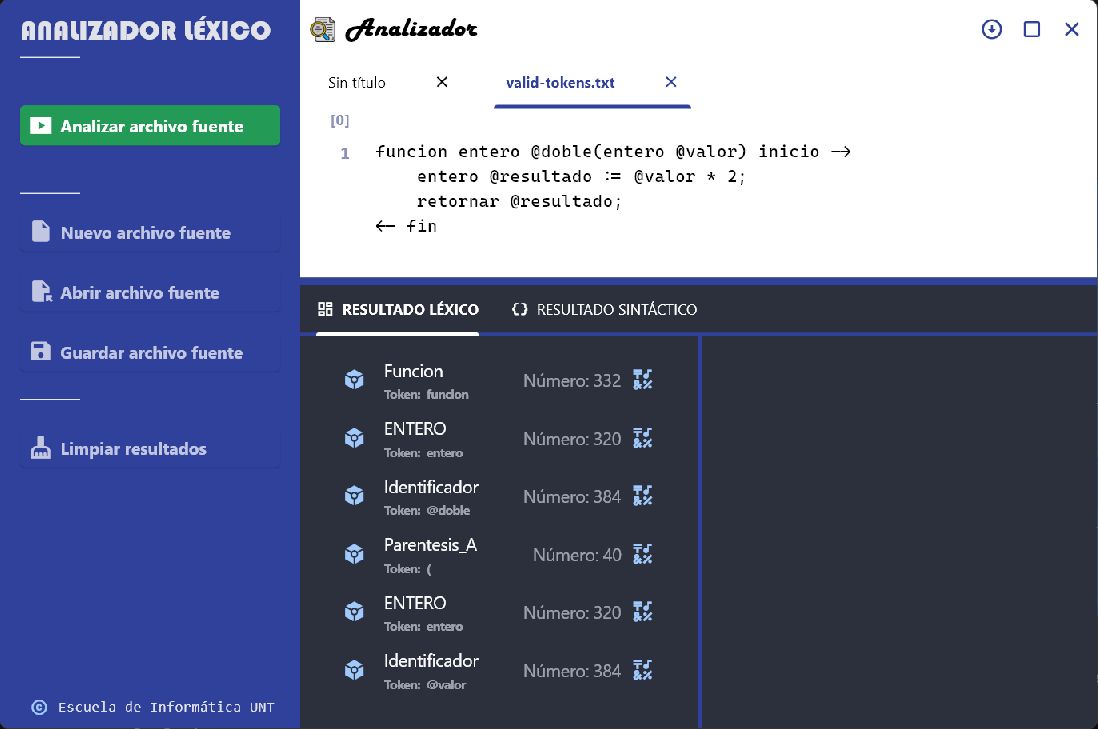 ANALIZADOR LÉXICO
Analizar archivo fuente
Nuevo archivo fuente
Abrir archivo fuente
Guardar archivo fuente
Limpiar resultados
© Escuela de Informática UNT
Analizador
Sin título
valid-tokens.txt
[0]
1 funcion entero @doble(entero @valor) inicio ->
entero @resultado := @valor * 2;
retornar @resultado;
<- fin
RESULTADO LÉXICO
RESULTADO SINTÁCTICO
Funcion Número: 332
Token: funcion
ENTERO Número: 320
Token: entero
Identificador Número: 384
Token: @doble
Parentesis_A Número: 40
Token: (
ENTERO Número: 320
Token: entero
Identificador Número: 384
Token: @valor